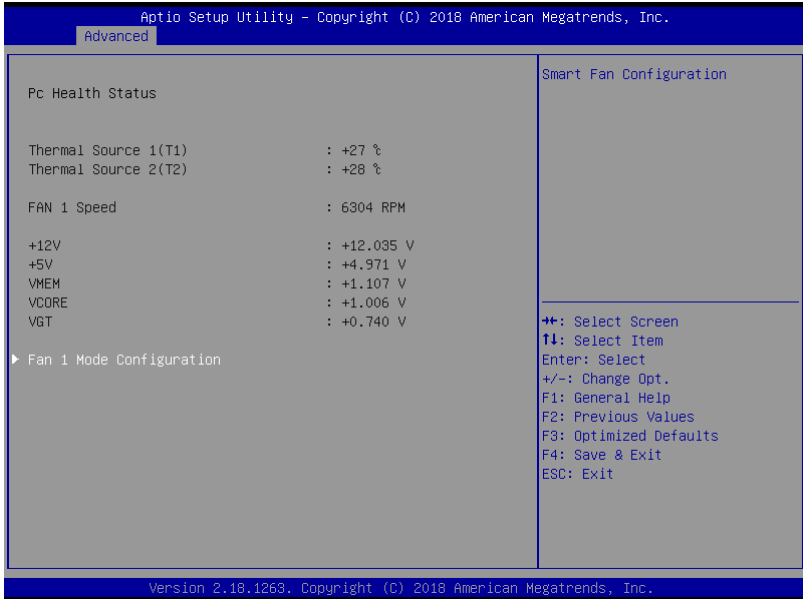 Aptio Setup Utility – Copyright (C) 2018 American Megatrends, Inc.
Advanced
Pc Health Status
Thermal Source 1(T1) : +27 ℃
Thermal Source 2(T2) : +28 ℃
FAN 1 Speed : 6304 RPM
+12V : +12.035 V
+5V : +4.971 V
VMEM : +1.107 V
VCORE : +1.006 V
VGT : +0.740 V
▶ Fan 1 Mode Configuration
Smart Fan Configuration
→←: Select Screen
↑↓: Select Item
Enter: Select
+/-: Change Opt.
F1: General Help
F2: Previous Values
F3: Optimized Defaults
F4: Save & Exit
ESC: Exit
Version 2.18.1263. Copyright (C) 2018 American Megatrends, Inc.